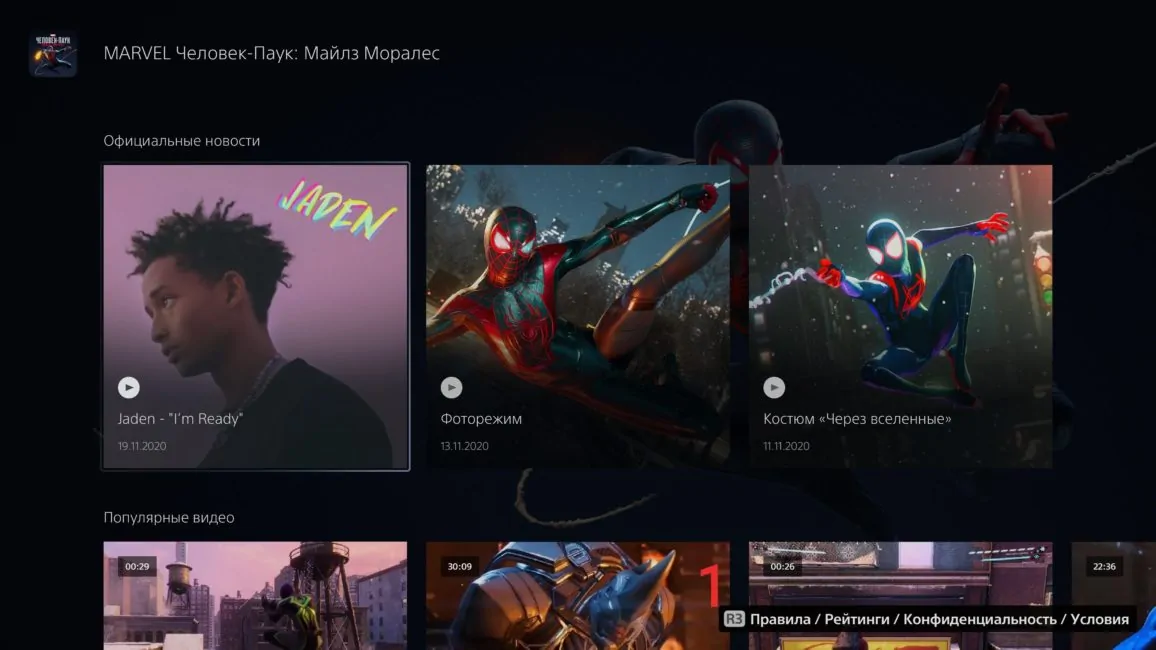 ЧЕЛОВЕК-ПАУК
MARVEL Человек-Паук: Майлз Моралес
Официальные новости
JADEN
Jaden - "I'm Ready"
19.11.2020
Фоторежим
13.11.2020
Костюм «Через вселенные»
11.11.2020
Популярные видео
00:29
30:09
1
00:26
22:36
R3 Правила / Рейтинги / Конфиденциальность / Условия